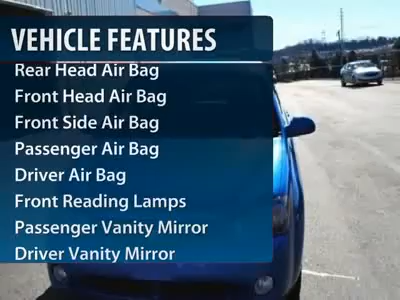 VEHICLE FEATURES
Rear Head Air Bag
Front Head Air Bag
Front Side Air Bag
Passenger Air Bag
Driver Air Bag
Front Reading Lamps
Passenger Vanity Mirror
Driver Vanity Mirror